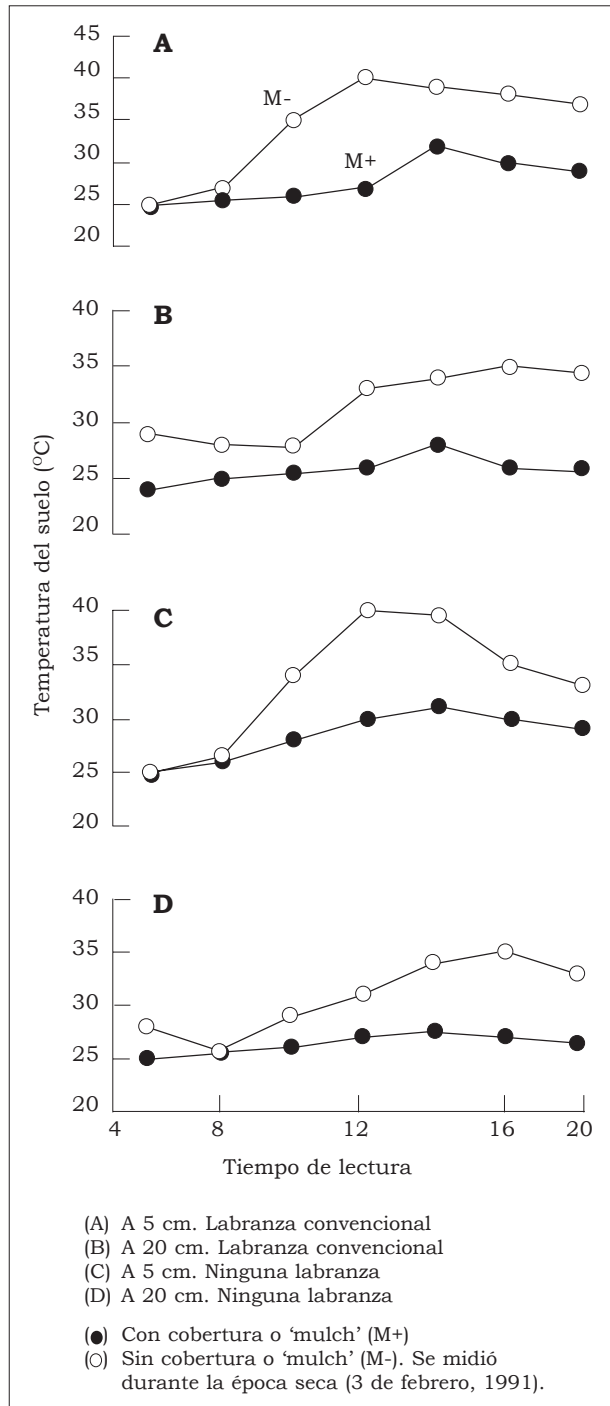 A
45
40
35
30
25
20
M-
M+
B
40
35
30
25
20
C
40
35
30
25
20
D
40
35
30
25
20
Temperatura del suelo (ºC)
4 8 12 16 20
Tiempo de lectura
(A) A 5 cm. Labranza convencional
(B) A 20 cm. Labranza convencional
(C) A 5 cm. Ninguna labranza
(D) A 20 cm. Ninguna labranza
(●) Con cobertura o ‘mulch’ (M+)
(○) Sin cobertura o ‘mulch’ (M-). Se midió
durante la época seca (3 de febrero, 1991).